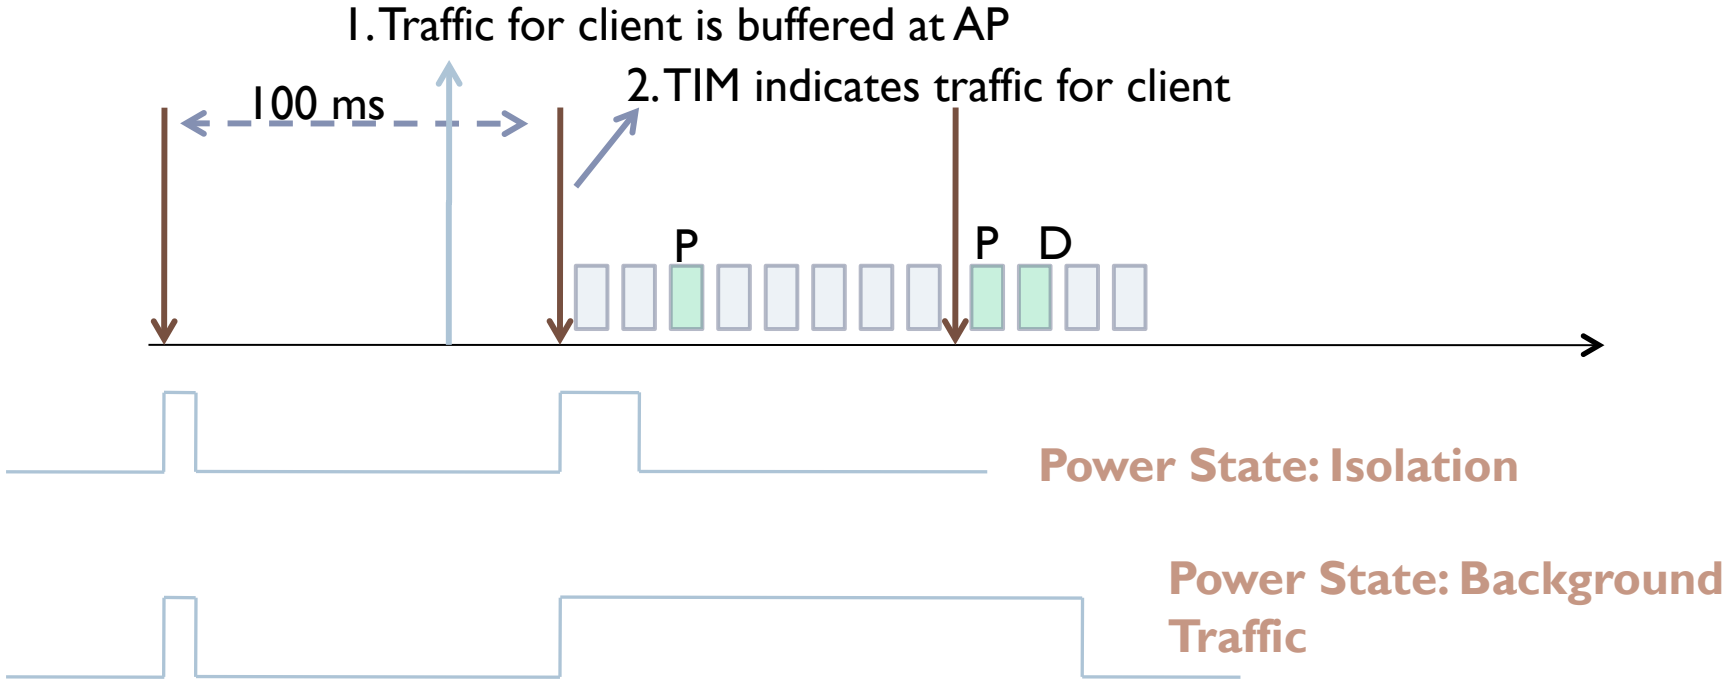 1. Traffic for client is buffered at AP
2. TIM indicates traffic for client
100 ms
P
P D
Power State: Isolation
Power State: Background
Traffic